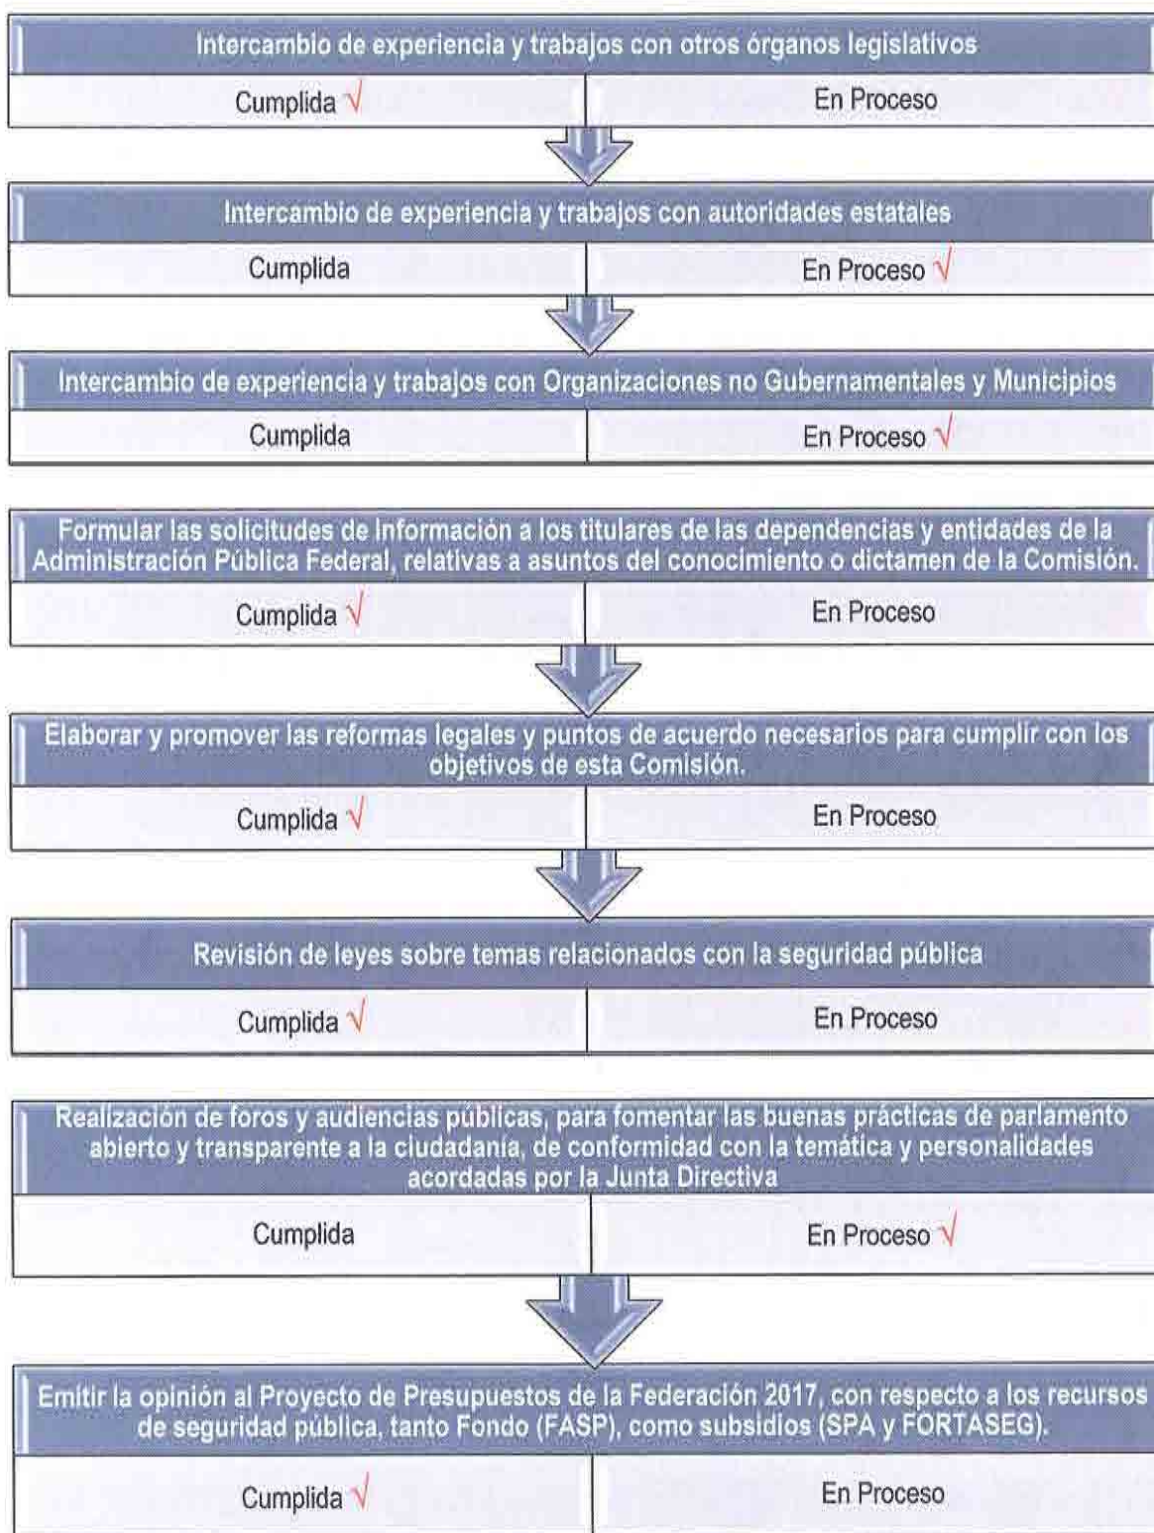 Intercambio de experiencia y trabajos con otros órganos legislativos
Cumplida √ En Proceso
Intercambio de experiencia y trabajos con autoridades estatales
Cumplida En Proceso √
Intercambio de experiencia y trabajos con Organizaciones no Gubernamentales y Municipios
Cumplida En Proceso √
Formular las solicitudes de Información a los titulares de las dependencias y entidades de la
Administración Pública Federal, relativas a asuntos del conocimiento o dictamen de la Comisión.
Cumplida √ En Proceso
Elaborar y promover las reformas legales y puntos de acuerdo necesarios para cumplir con los
objetivos de esta Comisión.
Cumplida √ En Proceso
Revisión de leyes sobre temas relacionados con la seguridad pública
Cumplida √ En Proceso
Realización de foros y audiencias públicas, para fomentar las buenas prácticas de parlamento
abierto y transparente a la ciudadanía, de conformidad con la temática y personalidades
acordadas por la Junta Directiva
Cumplida En Proceso √
Emitir la opinión al Proyecto de Presupuestos de la Federación 2017, con respecto a los recursos
de seguridad pública, tanto Fondo (FASP), como subsidios (SPA y FORTASEG).
Cumplida √ En Proceso